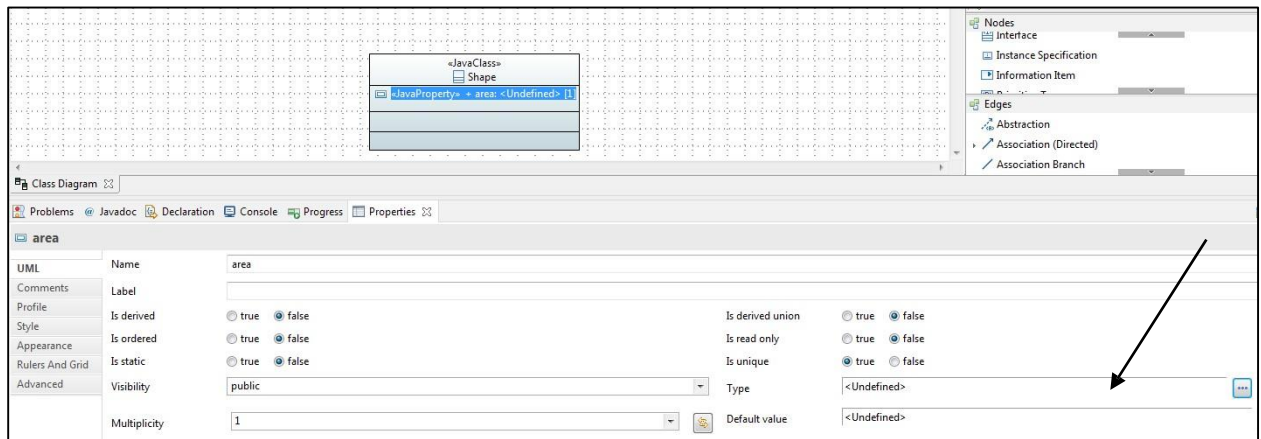 Nodes
Interface
«JavaClass»
Shape
Instance Specification
Information Item
«JavaProperty» + area: <Undefined> [1]
Edges
Abstraction
Association (Directed)
Association Branch
Class Diagram
Problems @ Javadoc Declaration Console Progress Properties
area
UML
Comments
Profile
Style
Appearance
Rulers And Grid
Advanced
Name area
Label
Is derived true false Is derived union true false
Is ordered true false Is read only true false
Is static true false Is unique true false
Visibility public Type <Undefined> ...
Multiplicity 1 Default value <Undefined>